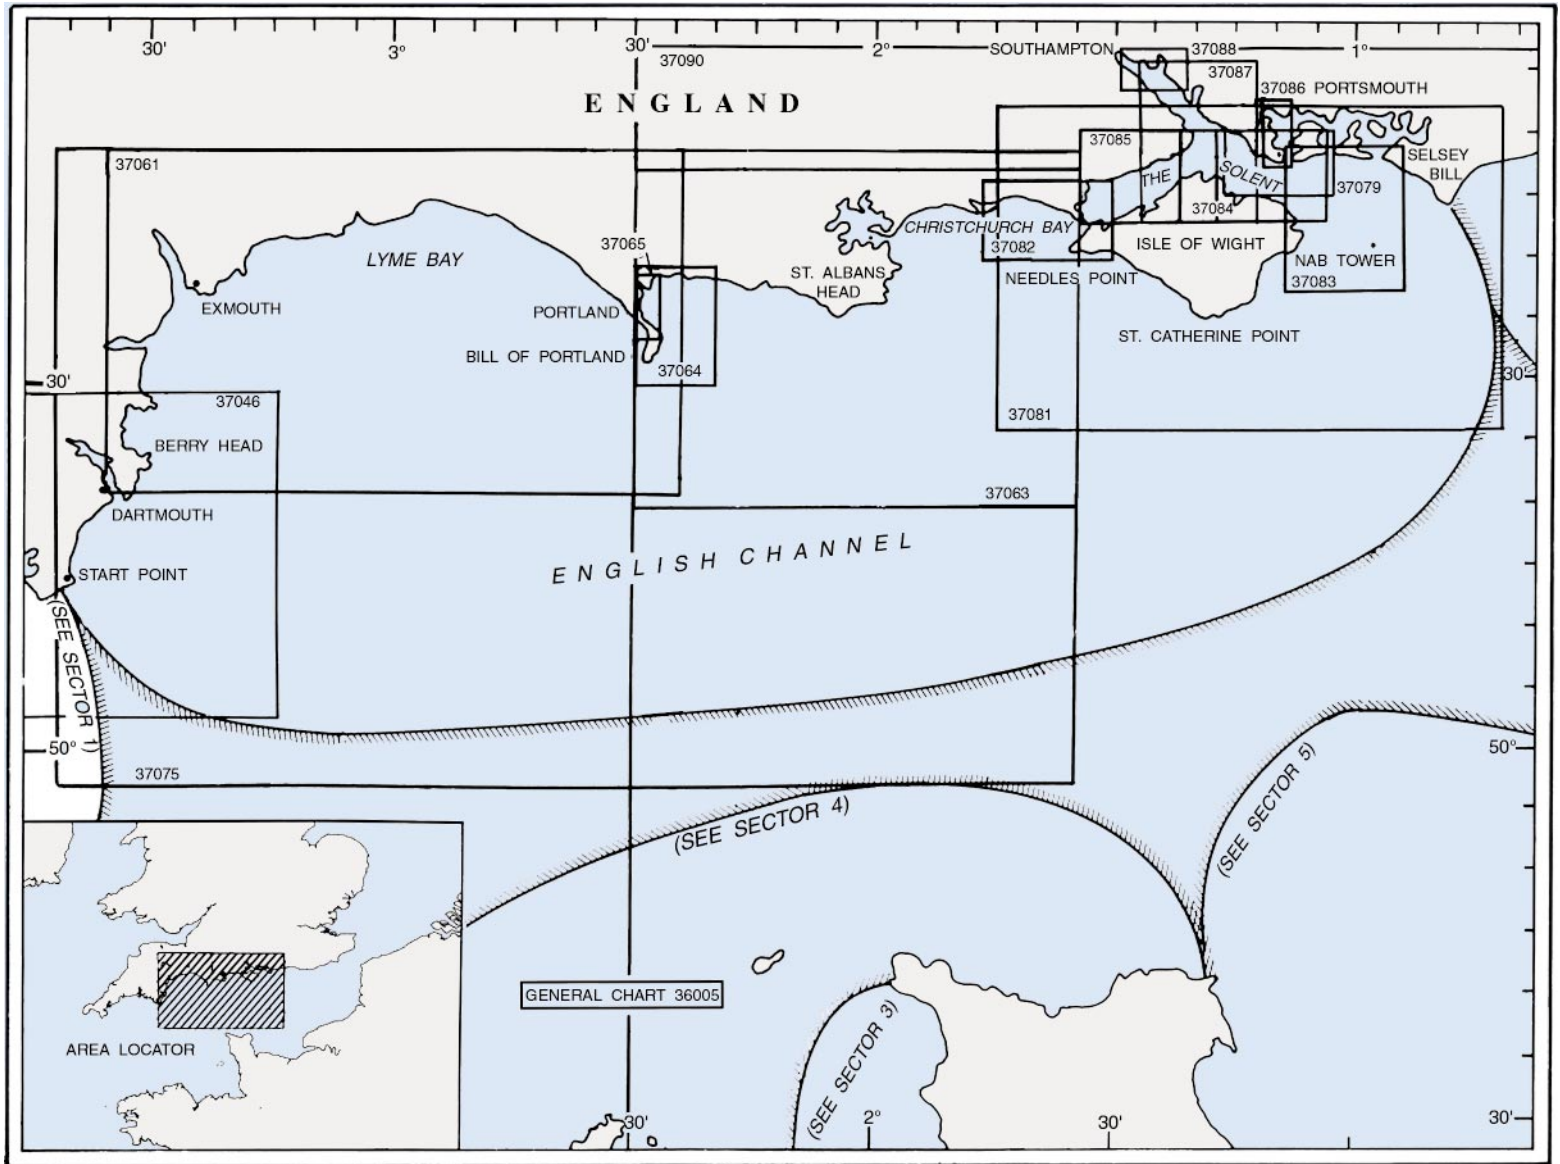 30'
3°
30'
2°
1°
37090
SOUTHAMPTON
37088
37087
37086 PORTSMOUTH
ENGLAND
37061
37085
SELSEY
BILL
THE
SOLENT
37079
37084
CHRISTCHURCH BAY
37082
ISLE OF WIGHT
NAB TOWER
37083
NEEDLES POINT
ST. CATHERINE POINT
LYME BAY
37065
ST. ALBANS
HEAD
EXMOUTH
PORTLAND
BILL OF PORTLAND
37064
30'
30'
37046
37081
BERRY HEAD
37063
DARTMOUTH
ENGLISH CHANNEL
START POINT
(SEE SECTOR 1)
50°
50°
37075
(SEE SECTOR 4)
(SEE SECTOR 5)
GENERAL CHART 36005
(SEE SECTOR 3)
AREA LOCATOR
30'
2°
30'
30'